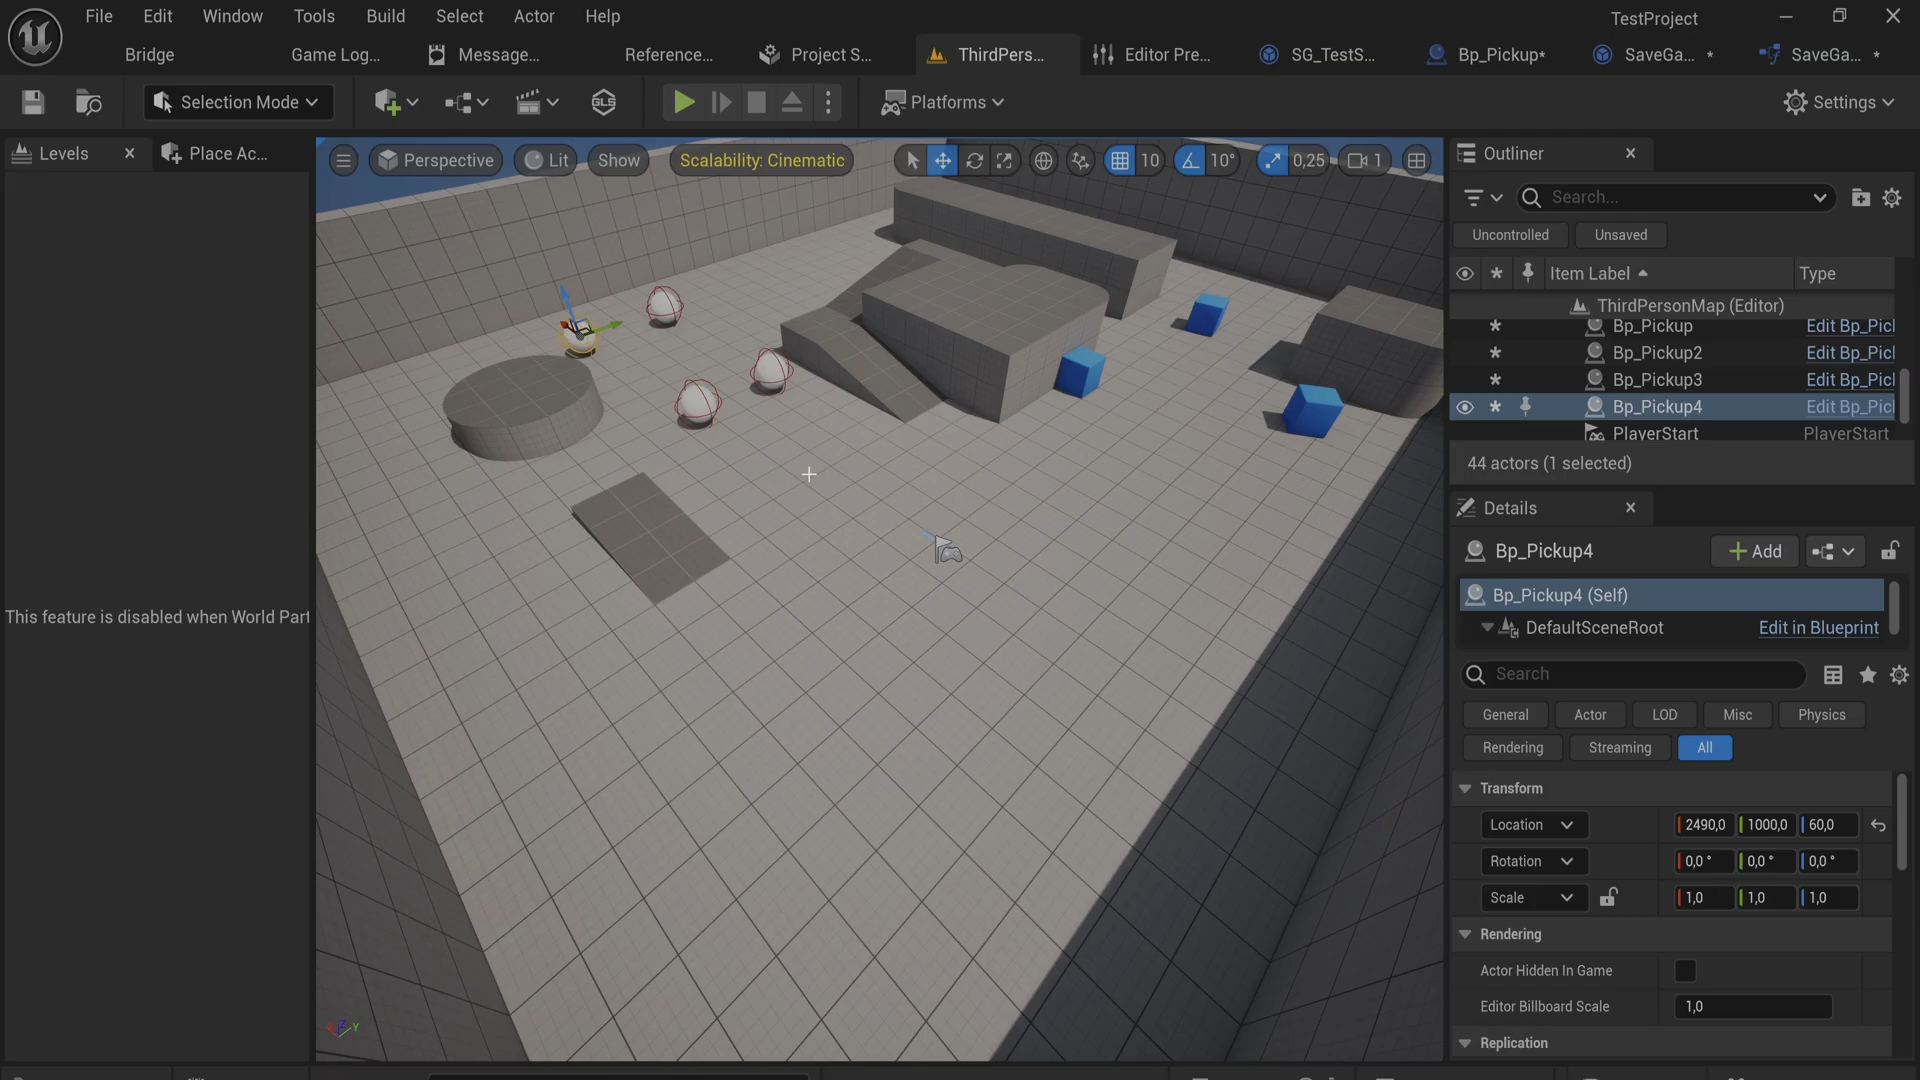 File Edit Window Tools Build Select Actor Help TestProject
Bridge Game Log... Message... Reference... Project S... ThirdPers... Editor Pre... SG_TestS... Bp_Pickup* SaveGa... * SaveGa... *
Selection Mode GLS Platforms Settings
Levels Place Ac...
Perspective Lit Show Scalability: Cinematic 10 10° 0,25 1
Outliner
Search...
Uncontrolled Unsaved
Item Label Type
ThirdPersonMap (Editor)
Bp_Pickup Edit Bp_Picl
Bp_Pickup2 Edit Bp_Picl
Bp_Pickup3 Edit Bp_Picl
Bp_Pickup4 Edit Bp_Picl
PlayerStart PlayerStart
44 actors (1 selected)
Details
Bp_Pickup4 Add
Bp_Pickup4 (Self)
DefaultSceneRoot Edit in Blueprint
This feature is disabled when World Part
Search
General Actor LOD Misc Physics
Rendering Streaming All
Transform
Location 2490,0 1000,0 60,0
Rotation 0,0 ° 0,0 ° 0,0 °
Scale 1,0 1,0 1,0
Rendering
Actor Hidden In Game
Editor Billboard Scale 1,0
Replication
X Z Y